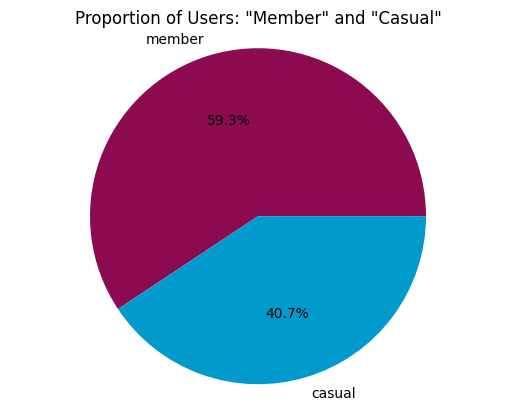 Proportion of Users: "Member" and "Casual"
member
59.3%
40.7%
casual